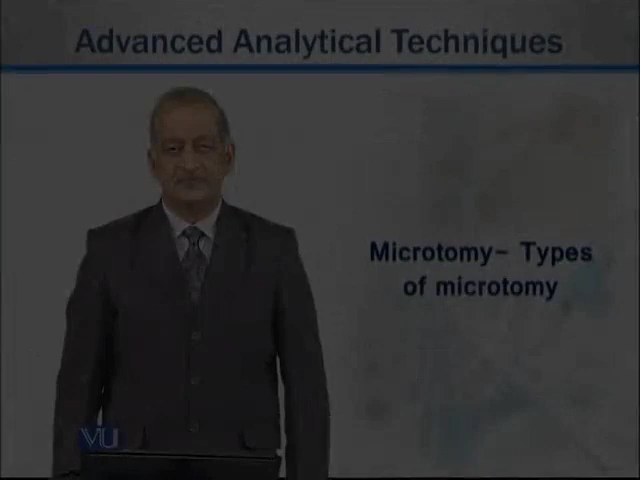 Advanced Analytical Techniques
Microtomy- Types
of microtomy
VU